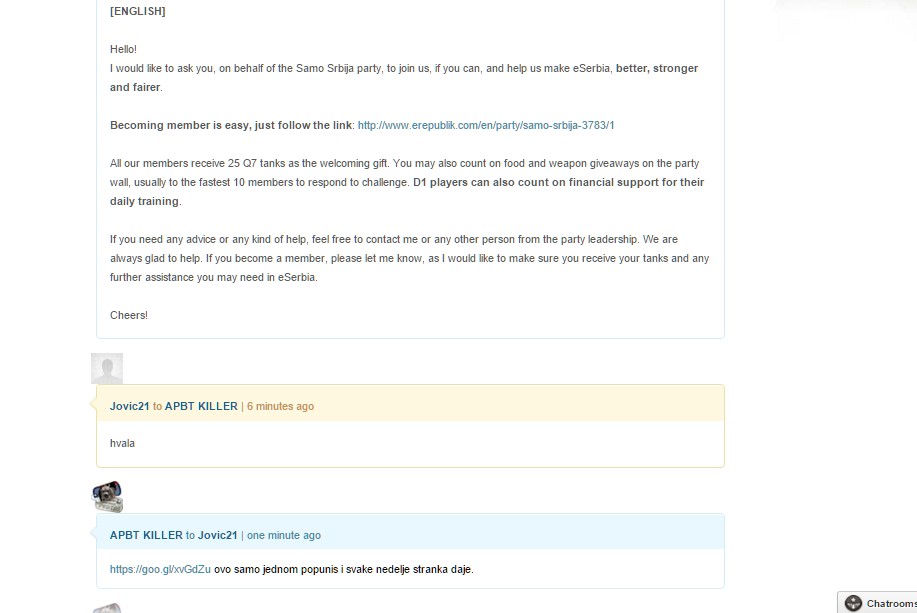 [ENGLISH]
Hello!
I would like to ask you, on behalf of the Samo Srbija party, to join us, if you can, and help us make eSerbia, better, stronger
and fairer.
Becoming member is easy, just follow the link: http://www.erepublik.com/en/party/samo-srbija-3783/1
All our members receive 25 Q7 tanks as the welcoming gift. You may also count on food and weapon giveaways on the party
wall, usually to the fastest 10 members to respond to challenge. D1 players can also count on financial support for their
daily training.
If you need any advice or any kind of help, feel free to contact me or any other person from the party leadership. We are
always glad to help. If you become a member, please let me know, as I would like to make sure you receive your tanks and any
further assistance you may need in eSerbia.
Cheers!
Jovic21 to APBT KILLER | 6 minutes ago
hvala
APBT KILLER to Jovic21 | one minute ago
https://goo.gl/xvGdZu ovo samo jednom popunis i svake nedelje stranka daje.
Chatrooms